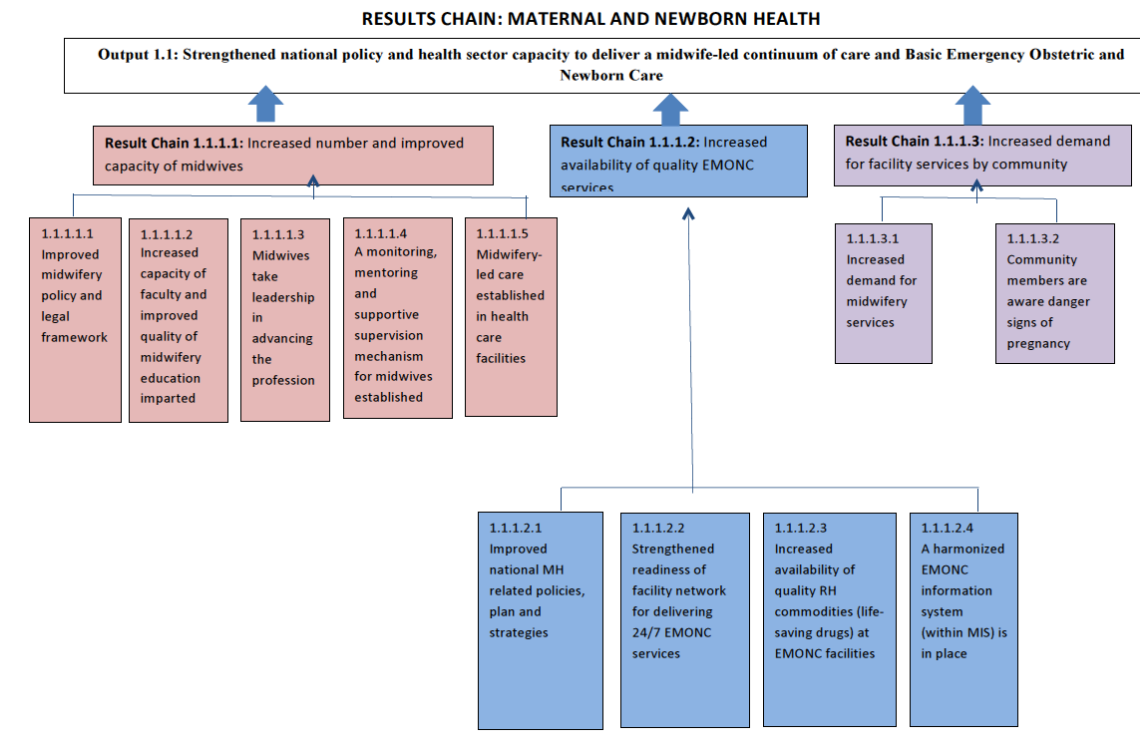 RESULTS CHAIN: MATERNAL AND NEWBORN HEALTH
Output 1.1: Strengthened national policy and health sector capacity to deliver a midwife-led continuum of care and Basic Emergency Obstetric and
Newborn Care
Result Chain 1.1.1.1: Increased number and improved
capacity of midwives
Result Chain 1.1.1.2: Increased
availability of quality EMONC
services
Result Chain 1.1.1.3: Increased demand
for facility services by community
1.1.1.1.1
Improved
midwifery
policy and
legal
framework
1.1.1.1.2
Increased
capacity of
faculty and
improved
quality of
midwifery
education
imparted
1.1.1.1.3
Midwives
take
leadership
in
advancing
the
profession
1.1.1.1.4
A monitoring,
mentoring
and
supportive
supervision
mechanism
for midwives
established
1.1.1.1.5
Midwifery-
led care
established
in health
care
facilities
1.1.1.3.1
Increased
demand for
midwifery
services
1.1.1.3.2
Community
members are
aware danger
signs of
pregnancy
1.1.1.2.1
Improved
national MH
related policies,
plan and
strategies
1.1.1.2.2
Strengthened
readiness of
facility network
for delivering
24/7 EMONC
services
1.1.1.2.3
Increased
availability of
quality RH
commodities (life-
saving drugs) at
EMONC facilities
1.1.1.2.4
A harmonized
EMONC
information
system
(within MIS) is
in place